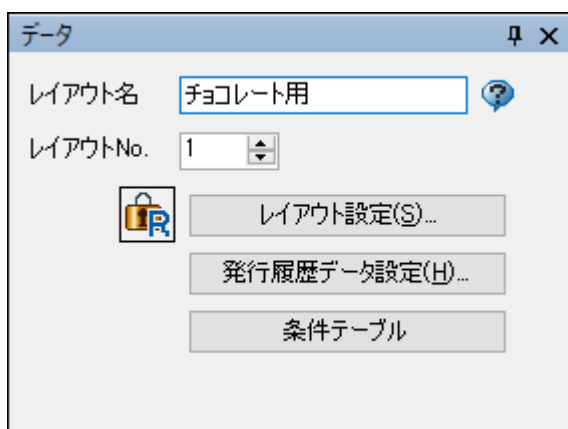 データ
レイアウト名 チョコレート用
レイアウトNo. 1
レイアウト設定(S)...
発行履歴データ設定(H)...
条件テーブル